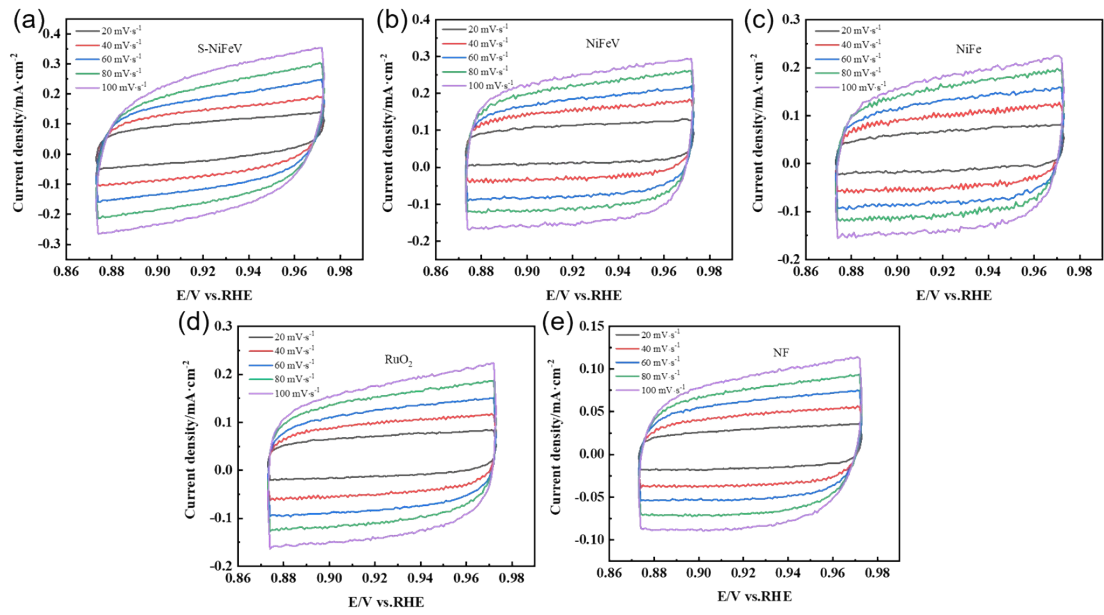 (a)
S-NiFeV
20 mV·s-1
40 mV·s-1
60 mV·s-1
80 mV·s-1
100 mV·s-1
Current density/mA·cm-2
0.4
0.3
0.2
0.1
0.0
-0.1
-0.2
-0.3
0.86 0.88 0.90 0.92 0.94 0.96 0.98
E/V vs.RHE
(b)
NiFeV
20 mV·s-1
40 mV·s-1
60 mV·s-1
80 mV·s-1
100 mV·s-1
Current density/mA·cm-2
0.4
0.3
0.2
0.1
0.0
-0.1
-0.2
0.86 0.88 0.90 0.92 0.94 0.96 0.98
E/V vs.RHE
(c)
NiFe
20 mV·s-1
40 mV·s-1
60 mV·s-1
80 mV·s-1
100 mV·s-1
Current density/mA·cm-2
0.3
0.2
0.1
0.0
-0.1
-0.2
0.86 0.88 0.90 0.92 0.94 0.96 0.98
E/V vs.RHE
(d)
RuO2
20 mV·s-1
40 mV·s-1
60 mV·s-1
80 mV·s-1
100 mV·s-1
Current density/mA·cm-2
0.3
0.2
0.1
0.0
-0.1
-0.2
0.86 0.88 0.90 0.92 0.94 0.96 0.98
E/V vs.RHE
(e)
NF
20 mV·s-1
40 mV·s-1
60 mV·s-1
80 mV·s-1
100 mV·s-1
Current density/mA·cm-2
0.15
0.10
0.05
0.00
-0.05
-0.10
0.86 0.88 0.90 0.92 0.94 0.96 0.98
E/V vs.RHE